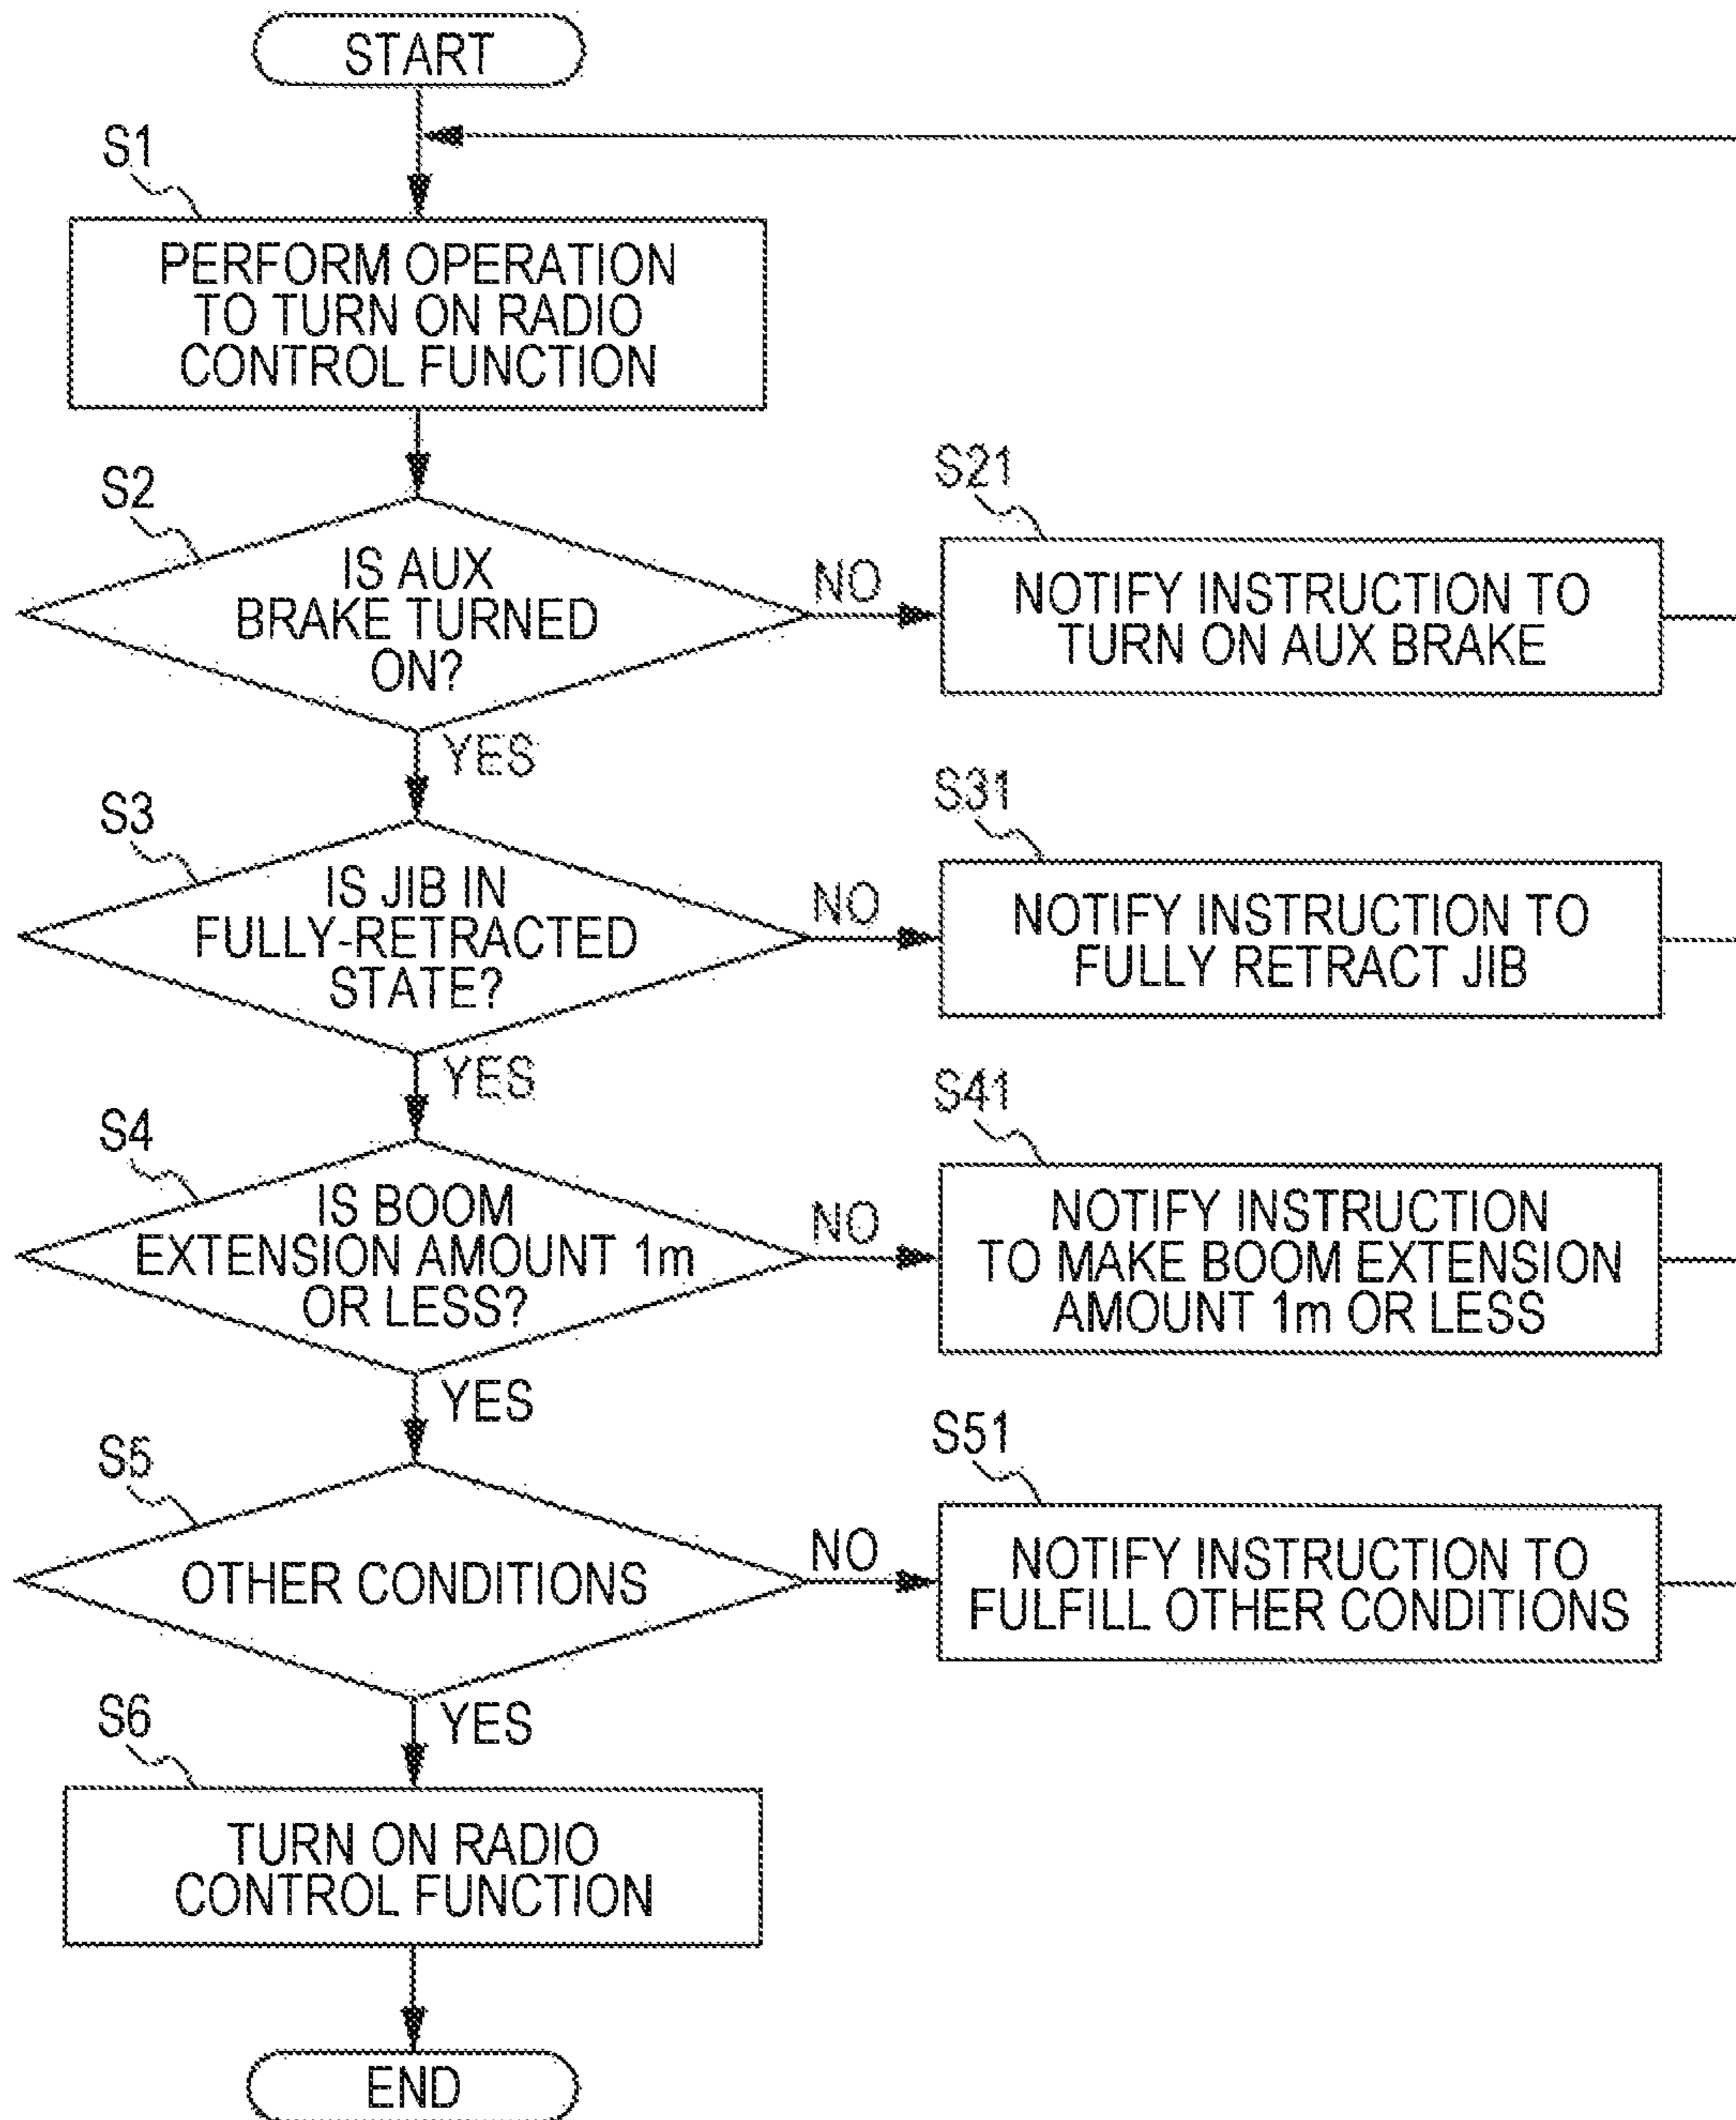 START
S1
PERFORM OPERATION
TO TURN ON RADIO
CONTROL FUNCTION
S2
IS AUX
BRAKE TURNED
ON?
NO
S21
NOTIFY INSTRUCTION TO
TURN ON AUX BRAKE
YES
S3
IS JIB IN
FULLY-RETRACTED
STATE?
NO
S31
NOTIFY INSTRUCTION TO
FULLY RETRACT JIB
YES
S4
IS BOOM
EXTENSION AMOUNT 1m
OR LESS?
NO
S41
NOTIFY INSTRUCTION
TO MAKE BOOM EXTENSION
AMOUNT 1m OR LESS
YES
S5
OTHER CONDITIONS
NO
S51
NOTIFY INSTRUCTION TO
FULFILL OTHER CONDITIONS
YES
S6
TURN ON RADIO
CONTROL FUNCTION
END